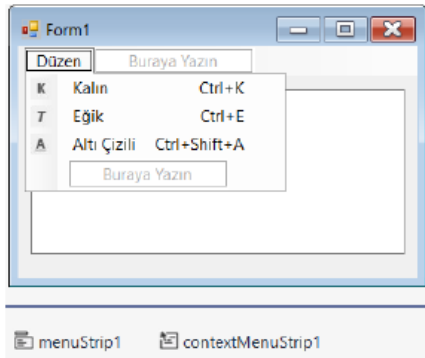 Form1
Düzen Buraya Yazın
K Kalın Ctrl+K
T Eğik Ctrl+E
A Altı Çizili Ctrl+Shift+A
Buraya Yazın
menuStrip1 contextMenuStrip1